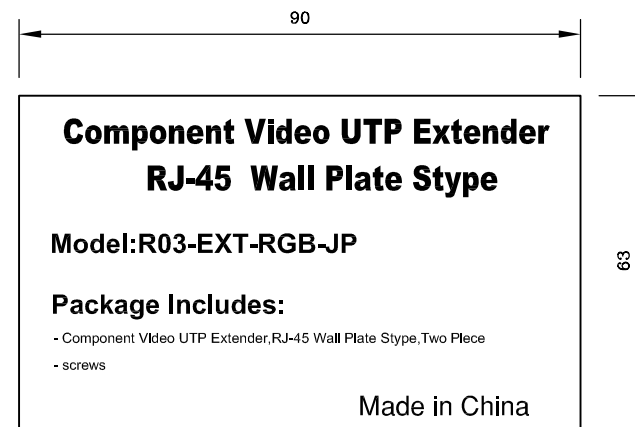 90
Component Video UTP Extender
RJ-45 Wall Plate Stype
63
Model:R03-EXT-RGB-JP
Package Includes:
- Component Video UTP Extender,RJ-45 Wall Plate Stype,Two Piece
- screws
Made in China